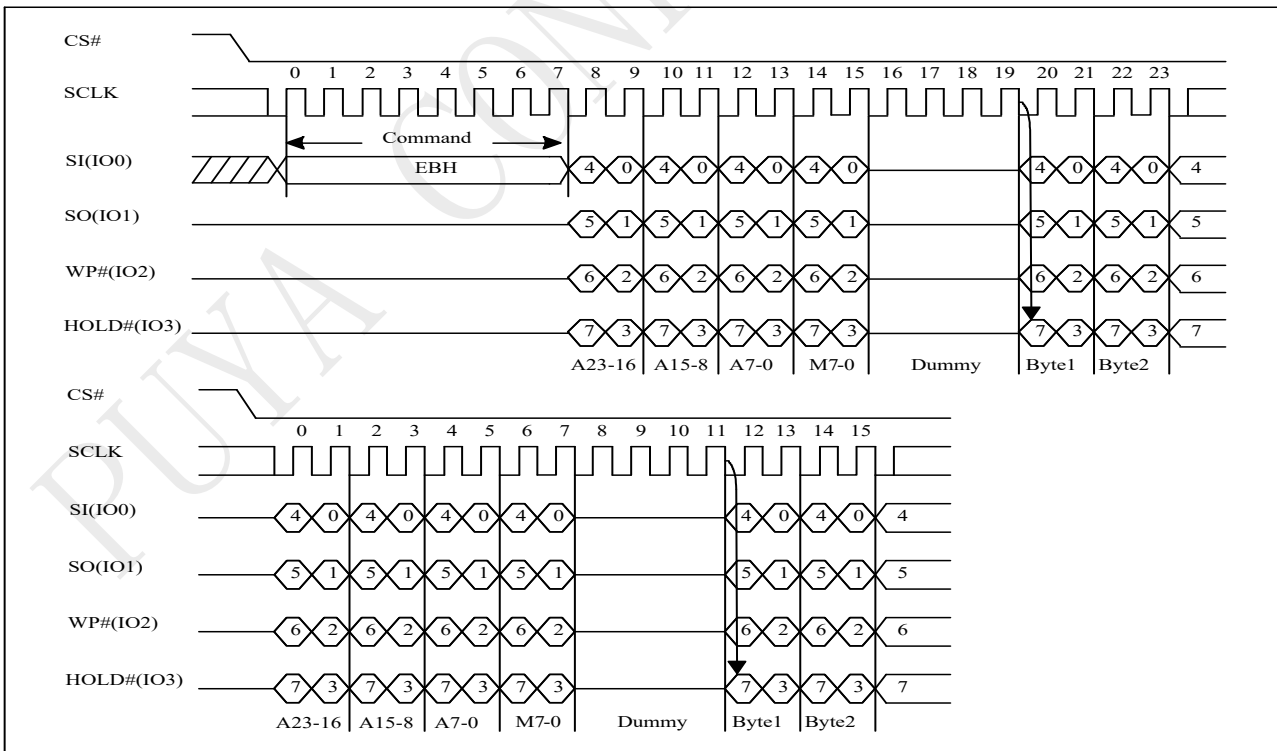 CS#
0 1 2 3 4 5 6 7 8 9 10 11 12 13 14 15 16 17 18 19 20 21 22 23
SCLK
Command
SI(IO0) EBH 4 0 4 0 4 0 4 0 4 0 4 0 4
SO(IO1) 5 1 5 1 5 1 5 1 5 1 5 1 5
WP#(IO2) 6 2 6 2 6 2 6 2 6 2 6 2 6
HOLD#(IO3) 7 3 7 3 7 3 7 3 7 3 7 3 7
A23-16 A15-8 A7-0 M7-0 Dummy Byte1 Byte2
CS#
0 1 2 3 4 5 6 7 8 9 10 11 12 13 14 15
SCLK
SI(IO0) 4 0 4 0 4 0 4 0 4 0 4 0 4
SO(IO1) 5 1 5 1 5 1 5 1 5 1 5 1 5
WP#(IO2) 6 2 6 2 6 2 6 2 6 2 6 2 6
HOLD#(IO3) 7 3 7 3 7 3 7 3 7 3 7 3 7
A23-16 A15-8 A7-0 M7-0 Dummy Byte1 Byte2
PUYA